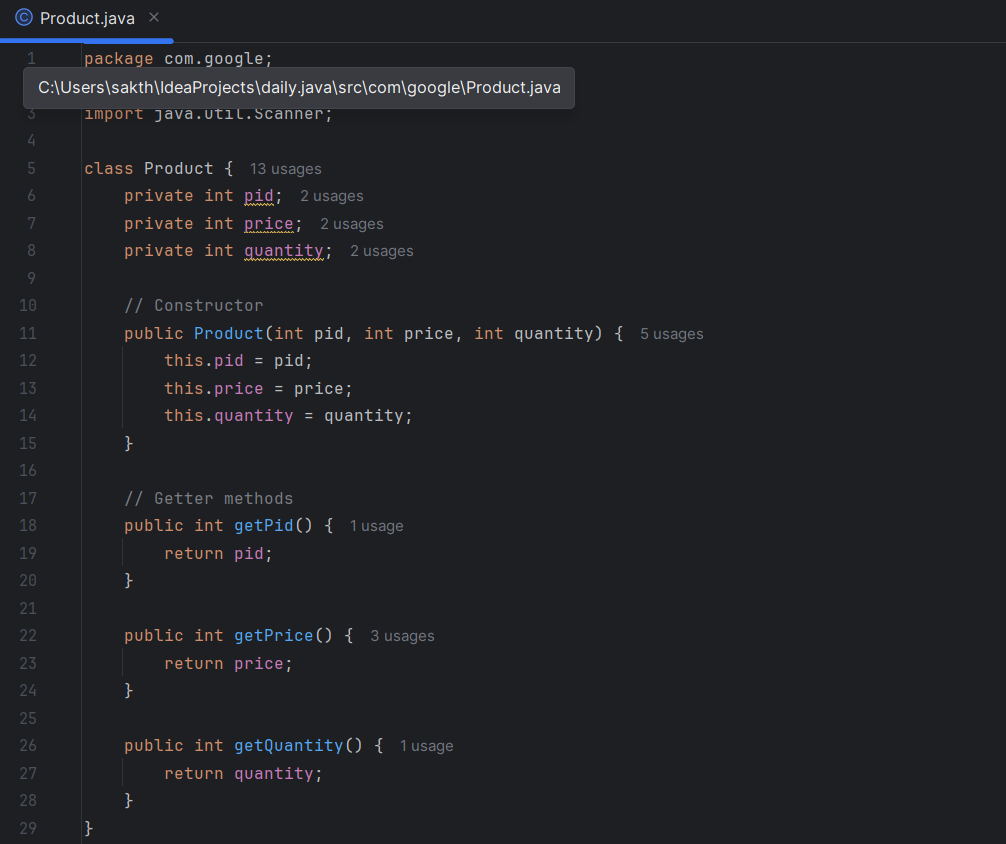 Product.java
1 package com.google;
C:\Users\sakth\IdeaProjects\daily.java\src\com\google\Product.java
3 import java.util.Scanner;
4
5 class Product { 13 usages
6 private int pid; 2 usages
7 private int price; 2 usages
8 private int quantity; 2 usages
9
10 // Constructor
11 public Product(int pid, int price, int quantity) { 5 usages
12 this.pid = pid;
13 this.price = price;
14 this.quantity = quantity;
15 }
16
17 // Getter methods
18 public int getPid() { 1 usage
19 return pid;
20 }
21
22 public int getPrice() { 3 usages
23 return price;
24 }
25
26 public int getQuantity() { 1 usage
27 return quantity;
28 }
29 }